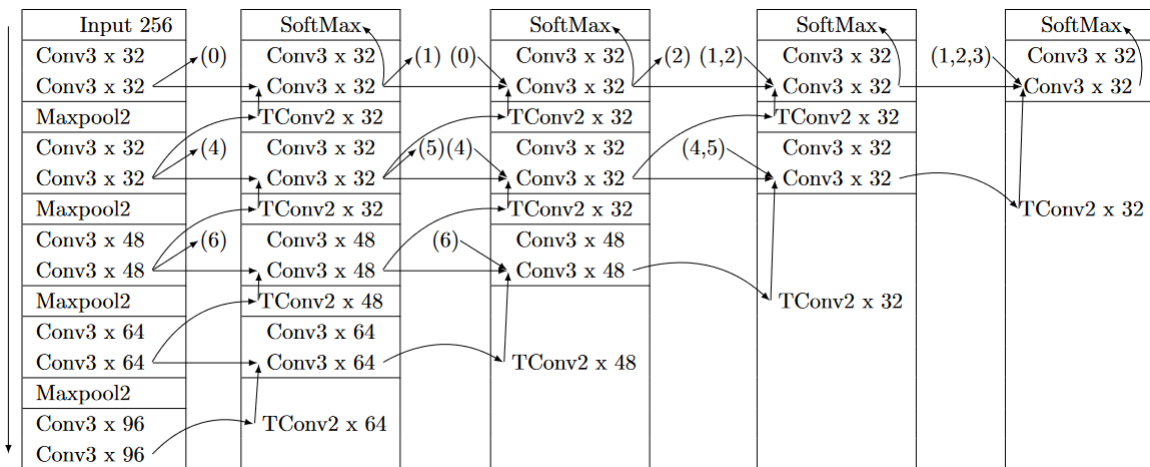 Input 256
SoftMax
SoftMax
SoftMax
SoftMax
Conv3 x 32
(0)
Conv3 x 32
(1) (0)
Conv3 x 32
(2) (1,2)
Conv3 x 32
(1,2,3)
Conv3 x 32
Conv3 x 32
Conv3 x 32
Conv3 x 32
Conv3 x 32
Conv3 x 32
Maxpool2
TConv2 x 32
TConv2 x 32
TConv2 x 32
Conv3 x 32
(4)
Conv3 x 32
(5)(4)
Conv3 x 32
(4,5)
Conv3 x 32
Conv3 x 32
Conv3 x 32
Conv3 x 32
Conv3 x 32
Maxpool2
TConv2 x 32
TConv2 x 32
TConv2 x 32
Conv3 x 48
(6)
Conv3 x 48
(6)
Conv3 x 48
Conv3 x 48
Conv3 x 48
Conv3 x 48
Maxpool2
TConv2 x 48
TConv2 x 32
Conv3 x 64
Conv3 x 64
Conv3 x 64
Conv3 x 64
TConv2 x 48
Maxpool2
Conv3 x 96
TConv2 x 64
Conv3 x 96